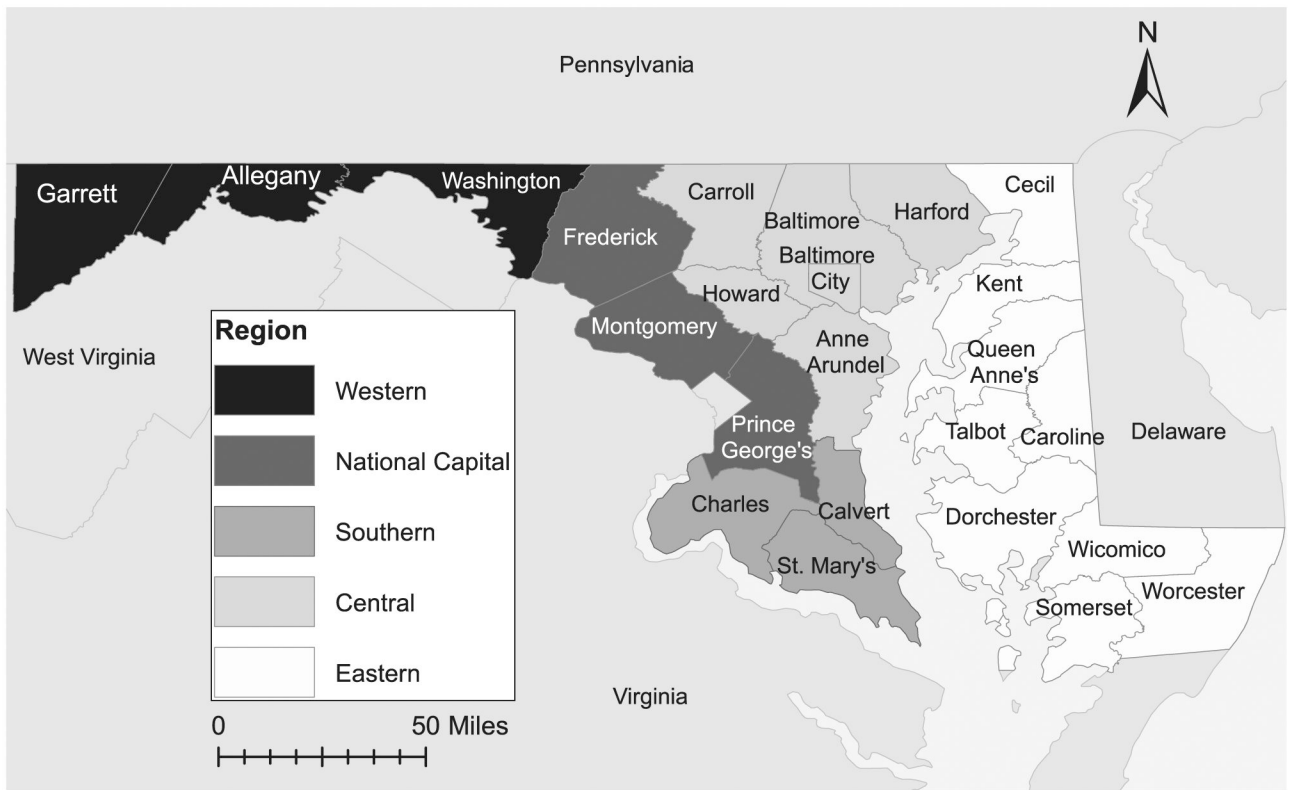 N
Pennsylvania
Garrett
Allegany
Washington
Frederick
Carroll
Baltimore
Baltimore
City
Harford
Cecil
Kent
Howard
Montgomery
Anne
Arundel
Queen
Anne's
Prince
George's
Talbot
Caroline
Delaware
Charles
Calvert
St. Mary's
Dorchester
Wicomico
Somerset
Worcester
West Virginia
Virginia
Region
Western
National Capital
Southern
Central
Eastern
0 50 Miles